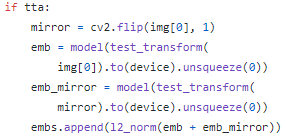 if tta:
    mirror = cv2.flip(img[0], 1)
    emb = model(test_transform(
        img[0]).to(device).unsqueeze(0))
    emb_mirror = model(test_transform(
        mirror).to(device).unsqueeze(0))
    embs.append(l2_norm(emb + emb_mirror))